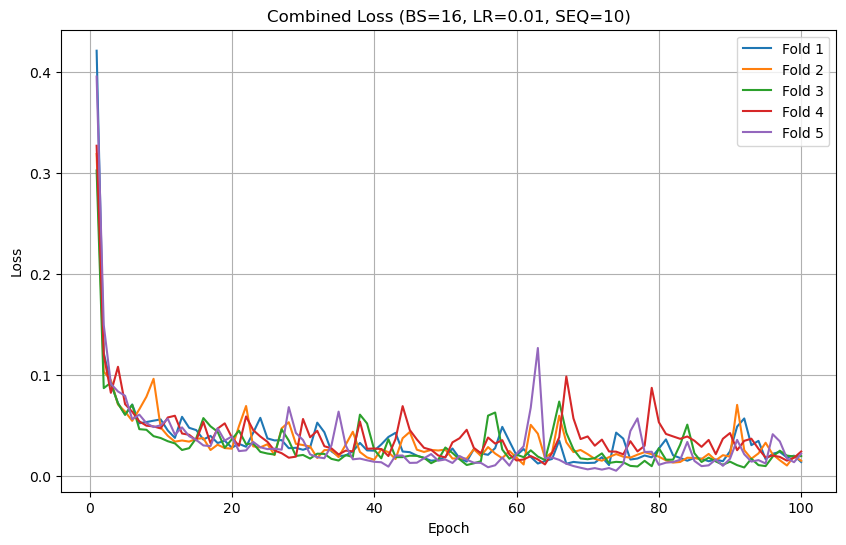 Combined Loss (BS=16, LR=0.01, SEQ=10)
Fold 1
Fold 2
Fold 3
Fold 4
Fold 5
Loss
0.4
0.3
0.2
0.1
0.0
0 20 40 60 80 100
Epoch